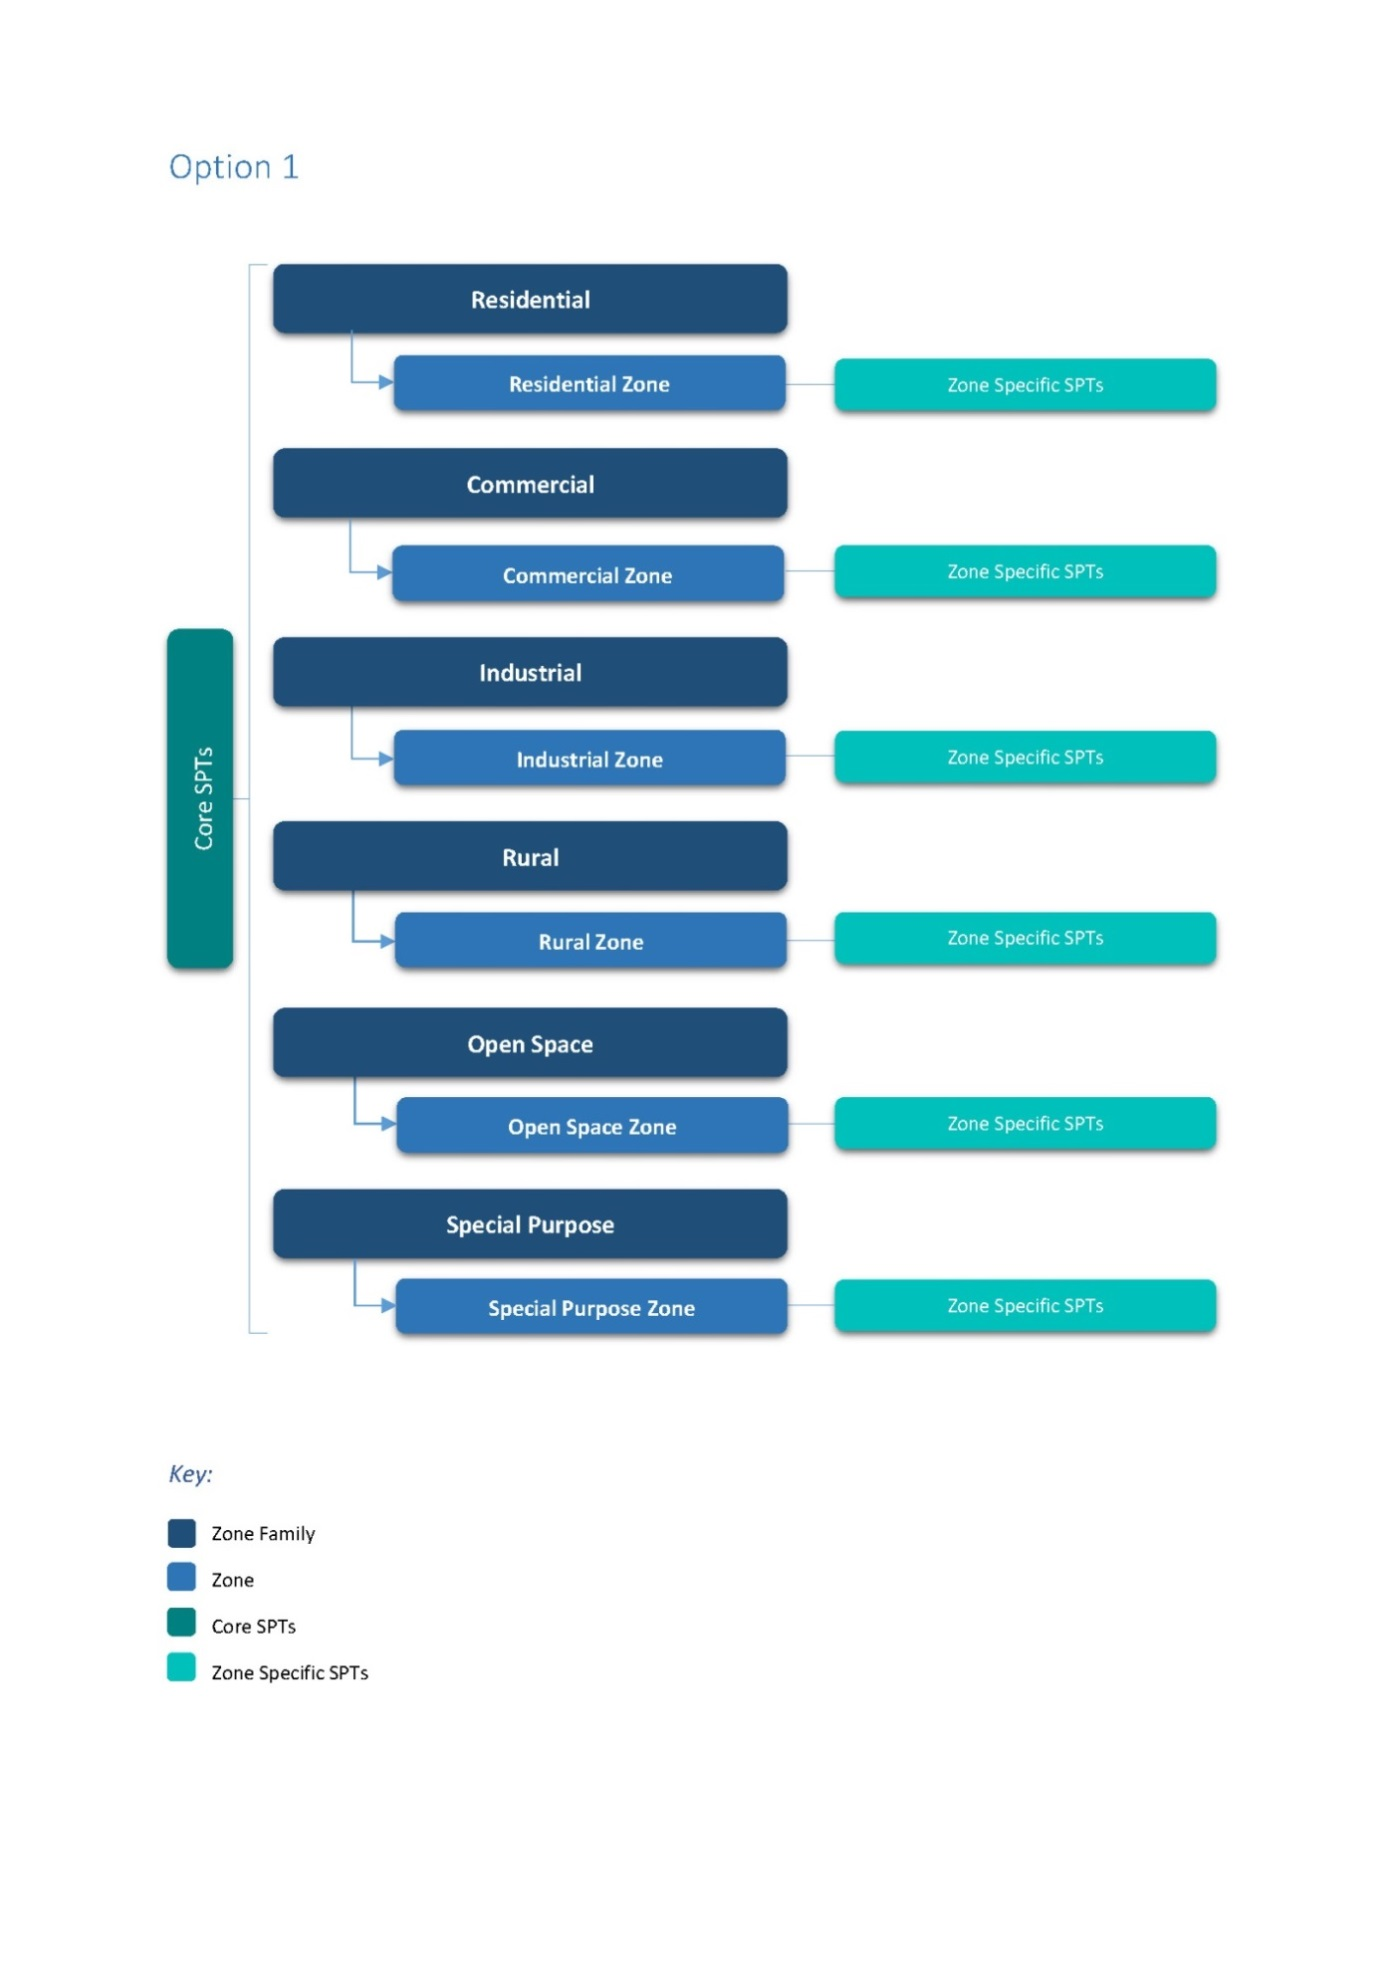 Option 1
Core SPTs
Residential
Residential Zone
Zone Specific SPTs
Commercial
Commercial Zone
Zone Specific SPTs
Industrial
Industrial Zone
Zone Specific SPTs
Rural
Rural Zone
Zone Specific SPTs
Open Space
Open Space Zone
Zone Specific SPTs
Special Purpose
Special Purpose Zone
Zone Specific SPTs
Key:
Zone Family
Zone
Core SPTs
Zone Specific SPTs